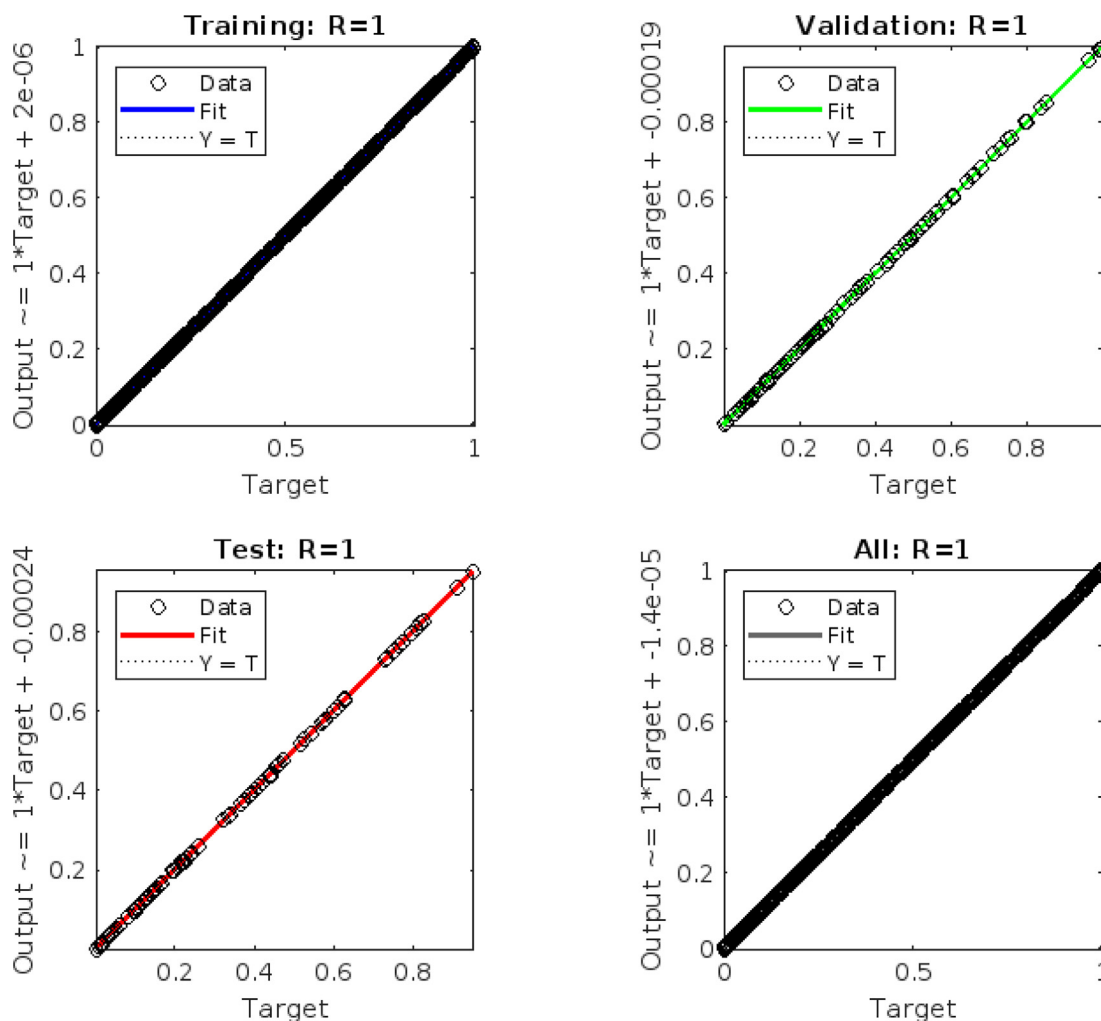 Training: R=1
Output ~= 1*Target + 2e-06
1
0.8
0.6
0.4
0.2
0
Data
Fit
Y = T
0
0.5
1
Target
Validation: R=1
Output ~= 1*Target + -0.00019
0.8
0.6
0.4
0.2
Data
Fit
Y = T
0.2
0.4
0.6
0.8
Target
Test: R=1
Output ~= 1*Target + -0.00024
0.8
0.6
0.4
0.2
Data
Fit
Y = T
0.2
0.4
0.6
0.8
Target
All: R=1
Output ~= 1*Target + -1.4e-05
1
0.8
0.6
0.4
0.2
0
Data
Fit
Y = T
0
0.5
1
Target